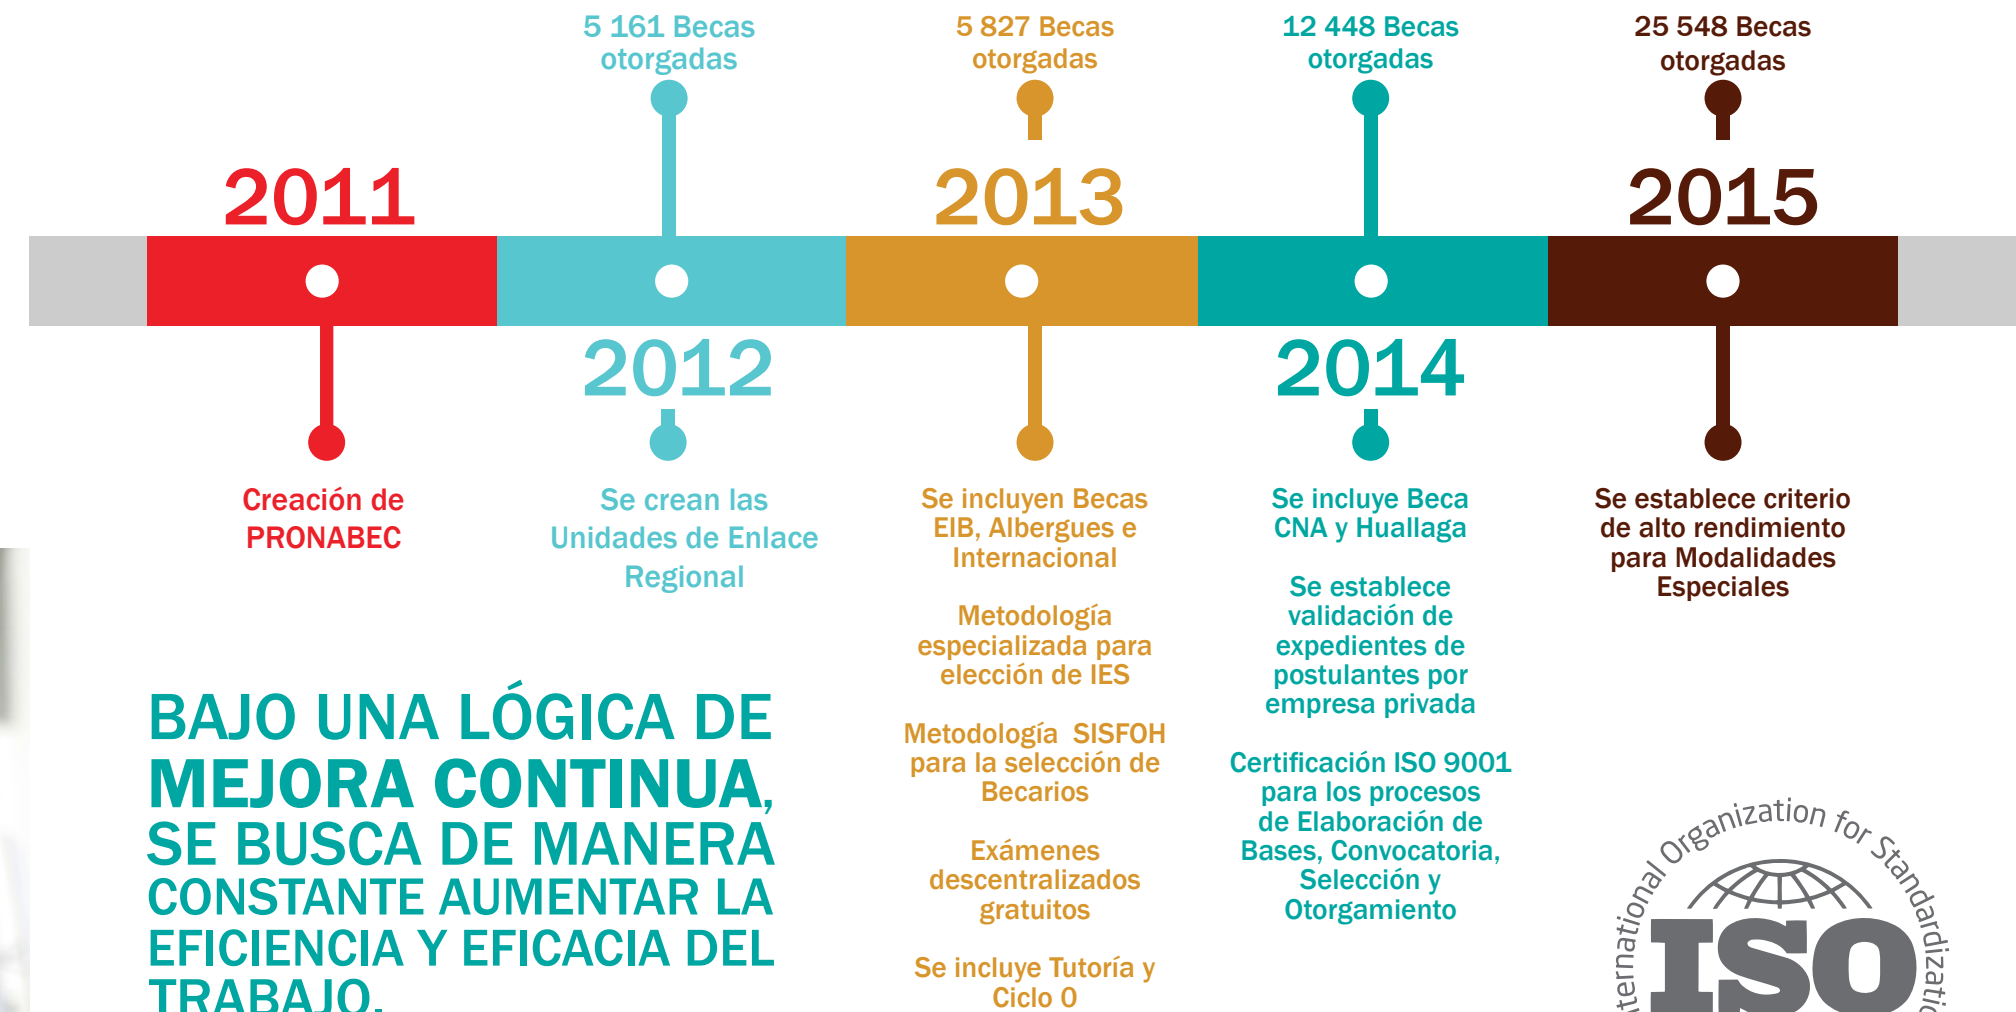 5 161 Becas
otorgadas
5 827 Becas
otorgadas
12 448 Becas
otorgadas
25 548 Becas
otorgadas
2011
2013
2015
2012
2014
Creación de
PRONABEC
Se crean las
Unidades de Enlace
Regional
Se incluyen Becas
EIB, Albergues e
Internacional
Metodología
especializada para
elección de IES
Metodología SISFOH
para la selección de
Becarios
Exámenes
descentralizados
gratuitos
Se incluye Tutoría y
Ciclo 0
Se incluye Beca
CNA y Huallaga
Se establece
validación de
expedientes de
postulantes por
empresa privada
Certificación ISO 9001
para los procesos
de Elaboración de
Bases, Convocatoria,
Selección y
Otorgamiento
Se establece criterio
de alto rendimiento
para Modalidades
Especiales
BAJO UNA LÓGICA DE
MEJORA CONTINUA,
SE BUSCA DE MANERA
CONSTANTE AUMENTAR LA
EFICIENCIA Y EFICACIA DEL
TRABAJO.
Organization for
ISO